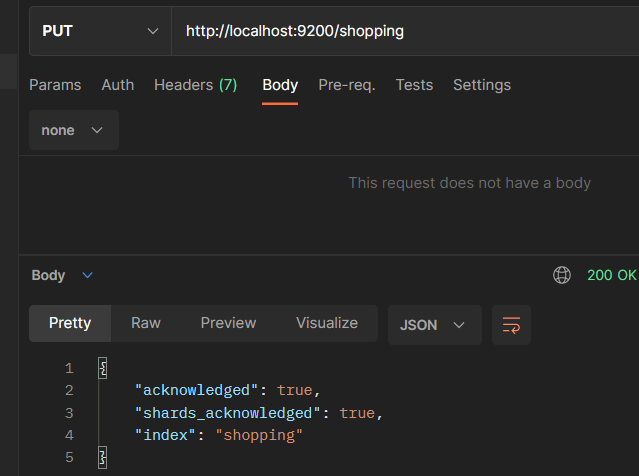 PUT http://localhost:9200/shopping
Params Auth Headers (7) Body Pre-req. Tests Settings
none
This request does not have a body
Body 200 OK
Pretty Raw Preview Visualize JSON
1 {
2 "acknowledged": true,
3 "shards_acknowledged": true,
4 "index": "shopping"
5 }